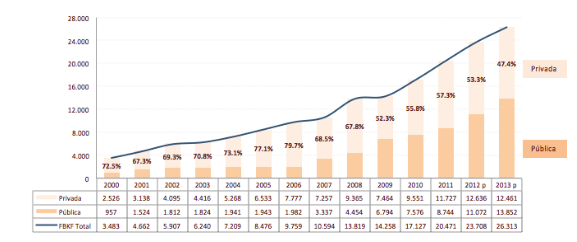 28.000
24.000
20.000
16.000
12.000
8.000
4.000
0
72.5% 67.3% 69.3% 70.8% 73.1% 77.1% 79.7% 68.5% 67.8% 52.3% 55.8% 57.3% 53.3% 47.4%
Privada
Pública
2000 2001 2002 2003 2004 2005 2006 2007 2008 2009 2010 2011 2012 p 2013 p
Privada 2.526 3.138 4.095 4.416 5.268 6.533 7.777 7.257 9.365 7.464 9.551 11.727 12.636 12.461
Pública 957 1.524 1.812 1.824 1.941 1.943 1.982 3.337 4.454 6.794 7.576 8.744 11.072 13.852
FBKF Total 3.483 4.662 5.907 6.240 7.209 8.476 9.759 10.594 13.819 14.258 17.127 20.471 23.708 26.313